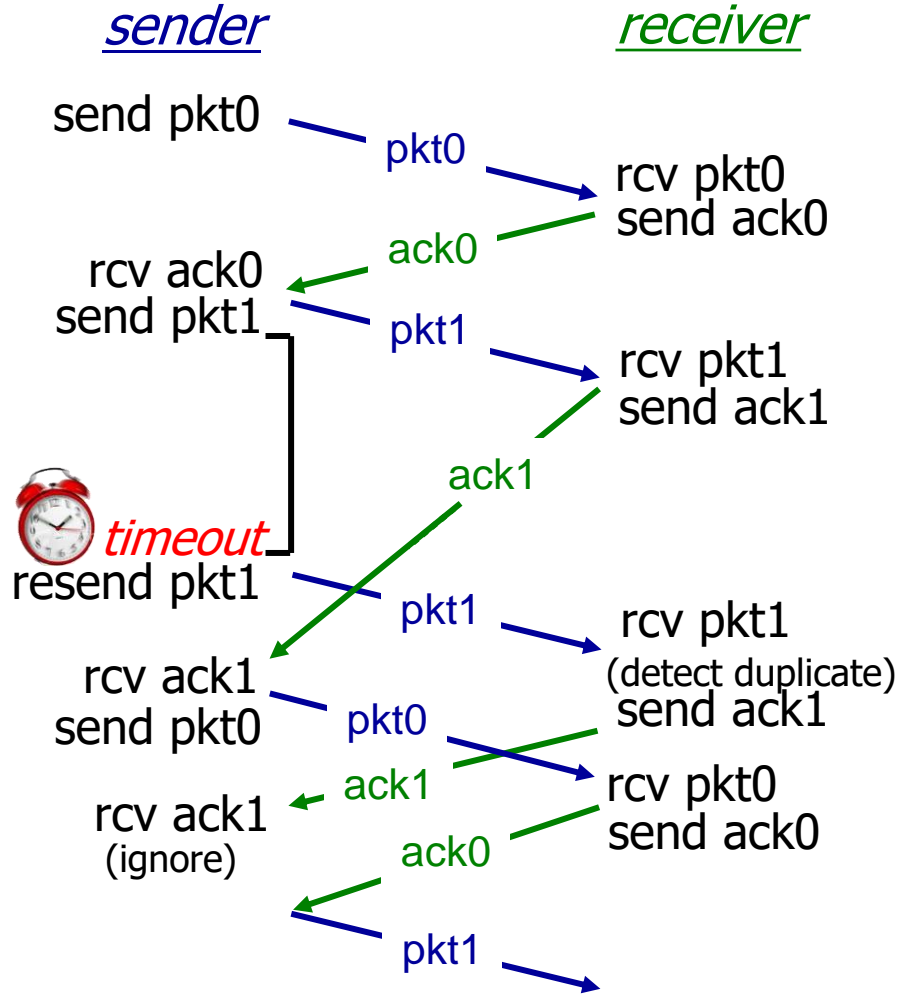 sender receiver
send pkt0
pkt0
rcv pkt0
send ack0
ack0
rcv ack0
send pkt1
pkt1
rcv pkt1
send ack1
ack1
timeout
resend pkt1
pkt1
rcv pkt1
(detect duplicate)
send ack1
rcv ack1
send pkt0
pkt0
ack1
rcv pkt0
send ack0
rcv ack1
(ignore)
ack0
pkt1